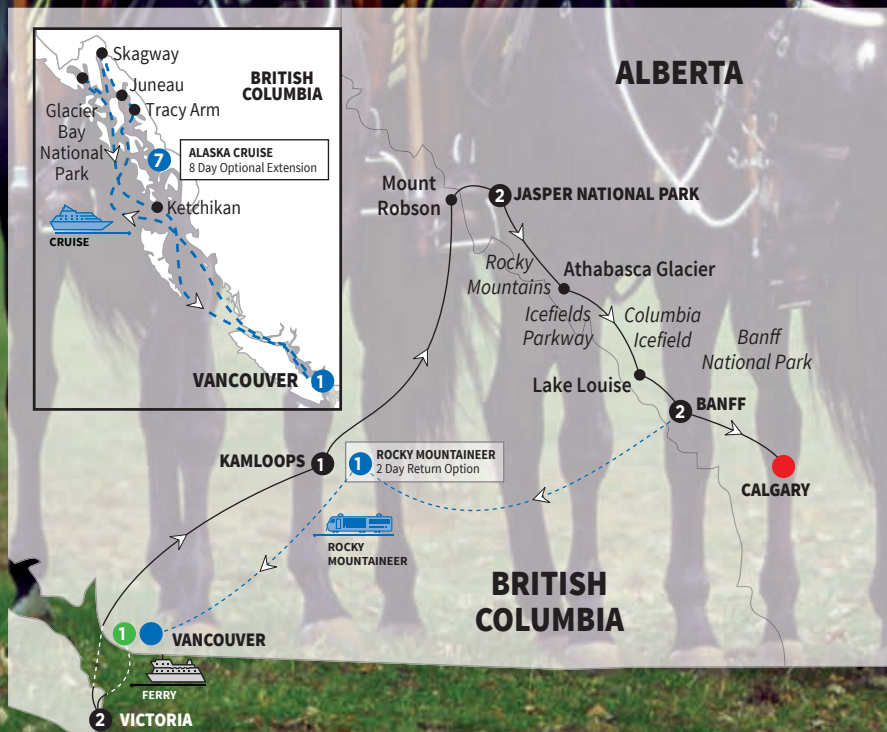 Skagway
Juneau
Tracy Arm
BRITISH
COLUMBIA
Glacier
Bay
National
Park
7
ALASKA CRUISE
8 Day Optional Extension
Ketchikan
CRUISE
VANCOUVER
1
ALBERTA
Mount
Robson
2
JASPER NATIONAL PARK
Rocky
Mountains
Athabasca Glacier
Icefields
Parkway
Columbia
Icefield
Banff
National Park
Lake Louise
2
BANFF
KAMLOOPS
1
1
ROCKY MOUNTAINEER
2 Day Return Option
CALGARY
ROCKY
MOUNTAINEER
BRITISH
COLUMBIA
1
VANCOUVER
FERRY
2
VICTORIA